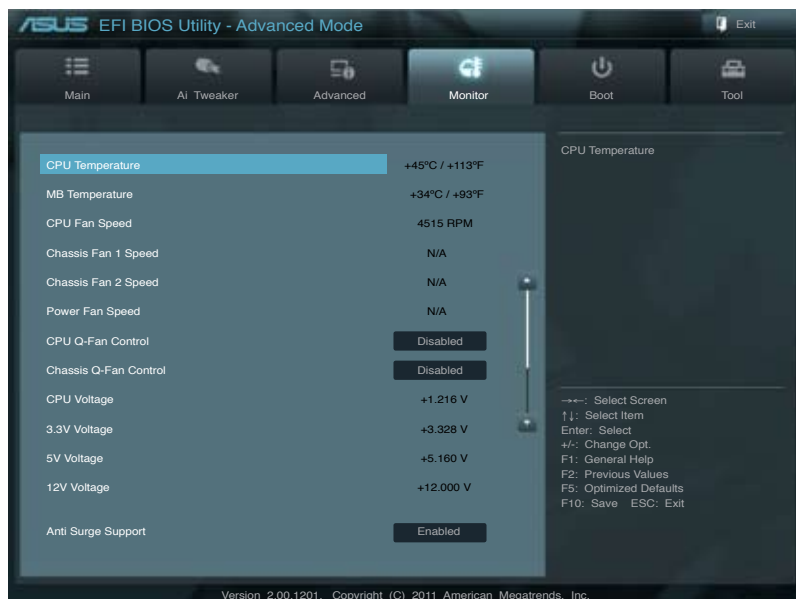 ASUS EFI BIOS Utility - Advanced Mode
Exit
Main
Ai Tweaker
Advanced
Monitor
Boot
Tool
CPU Temperature +45ºC / +113ºF
MB Temperature +34ºC / +93ºF
CPU Fan Speed 4515 RPM
Chassis Fan 1 Speed N/A
Chassis Fan 2 Speed N/A
Power Fan Speed N/A
CPU Q-Fan Control Disabled
Chassis Q-Fan Control Disabled
CPU Voltage +1.216 V
3.3V Voltage +3.328 V
5V Voltage +5.160 V
12V Voltage +12.000 V
Anti Surge Support Enabled
CPU Temperature
→←: Select Screen
↑↓: Select Item
Enter: Select
+/-: Change Opt.
F1: General Help
F2: Previous Values
F5: Optimized Defaults
F10: Save ESC: Exit
Version 2.00.1201. Copyright (C) 2011 American Megatrends, Inc.